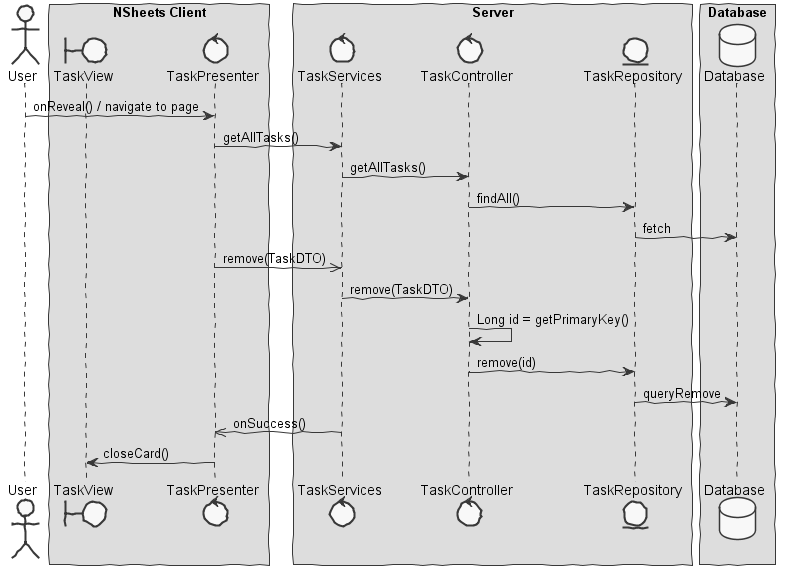 NSheets Client
Server
Database
User
TaskView
TaskPresenter
TaskServices
TaskController
TaskRepository
Database
onReveal() / navigate to page
getAllTasks()
getAllTasks()
findAll()
fetch
remove(TaskDTO)
remove(TaskDTO)
Long id = getPrimaryKey()
remove(id)
queryRemove
onSuccess()
closeCard()
User
TaskView
TaskPresenter
TaskServices
TaskController
TaskRepository
Database